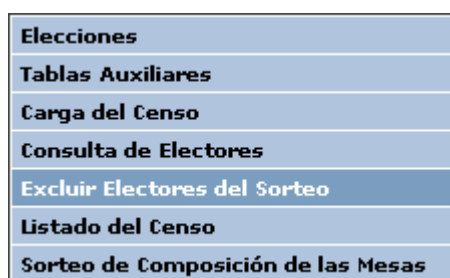 Elecciones
Tablas Auxiliares
Carga del Censo
Consulta de Electores
Excluir Electores del Sorteo
Listado del Censo
Sorteo de Composición de las Mesas